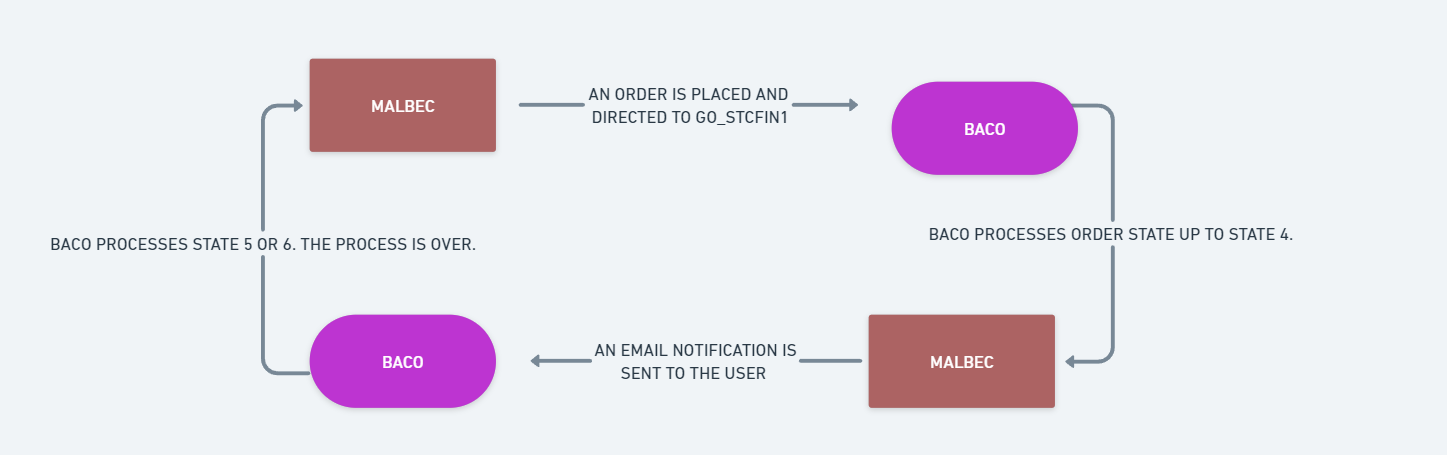 MALBEC
AN ORDER IS PLACED AND
DIRECTED TO GO_STCFIN1
BACO
BACO PROCESSES ORDER STATE UP TO STATE 4.
MALBEC
AN EMAIL NOTIFICATION IS
SENT TO THE USER
BACO
BACO PROCESSES STATE 5 OR 6. THE PROCESS IS OVER.